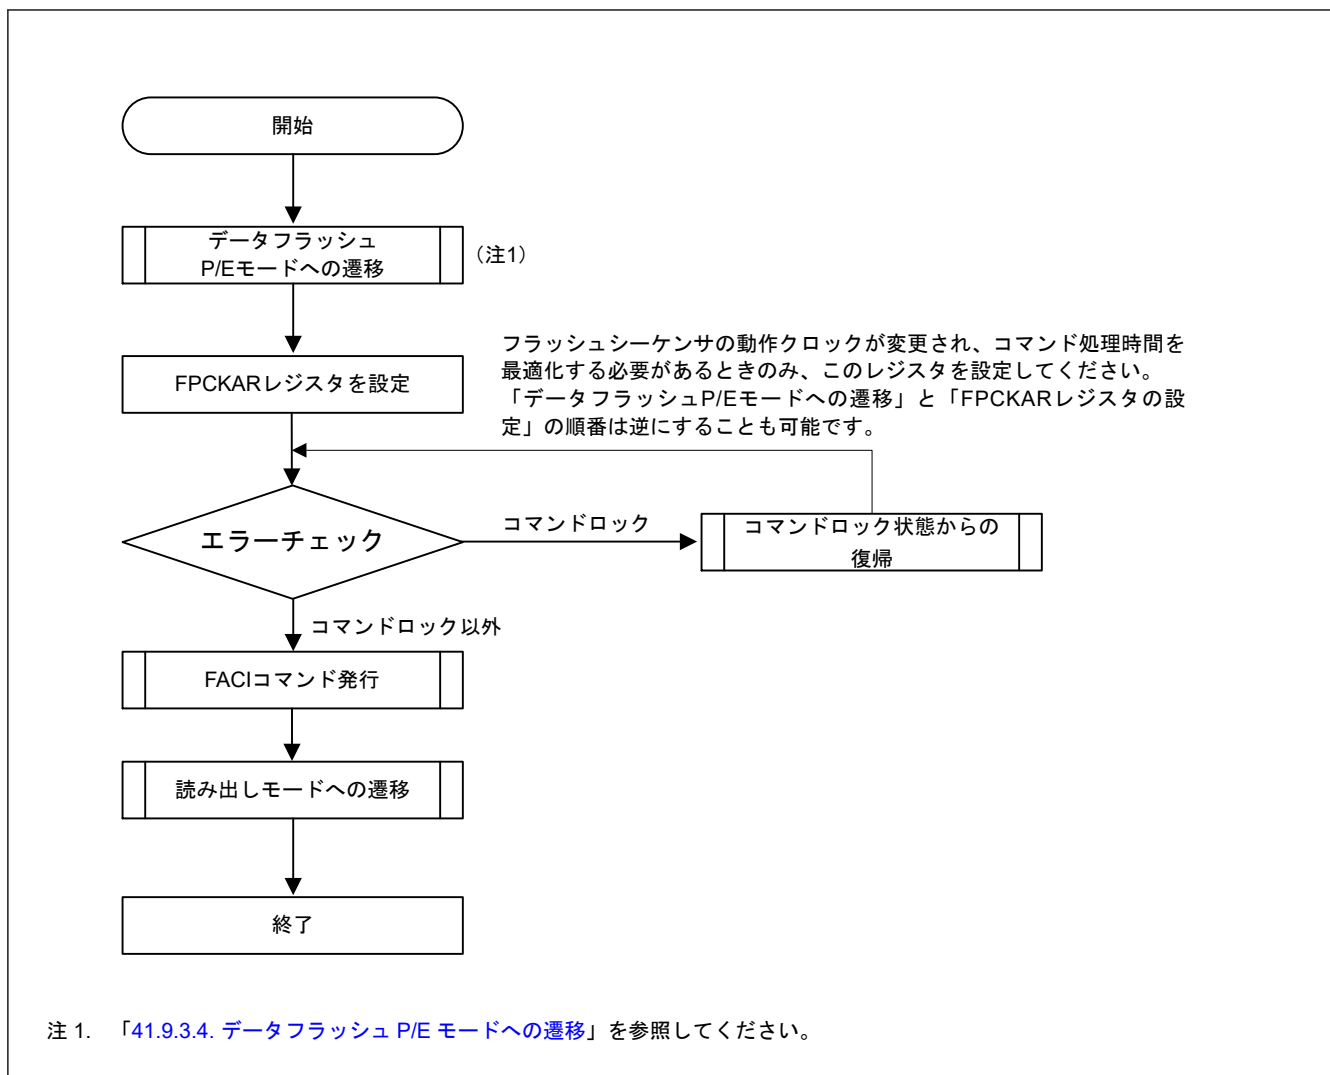 開始
データフラッシュ
P/Eモードへの遷移
（注1）
フラッシュシーケンサの動作クロックが変更され、コマンド処理時間を
最適化する必要があるときのみ、このレジスタを設定してください。
「データフラッシュP/Eモードへの遷移」と「FPCKARレジスタの設
定」の順番は逆にすることも可能です。
FPCKARレジスタを設定
エラーチェック
コマンドロック
コマンドロック状態からの
復帰
コマンドロック以外
FACIコマンド発行
読み出しモードへの遷移
終了
注 1. 「41.9.3.4. データフラッシュ P/E モードへの遷移」を参照してください。